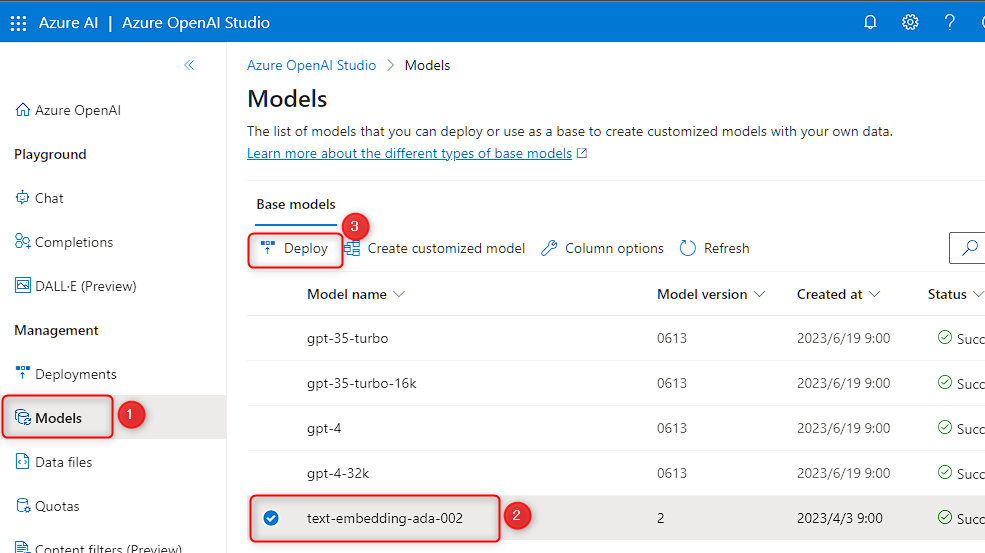 Azure AI | Azure OpenAI Studio
Azure OpenAI Studio > Models
Azure OpenAI
Playground
Chat
Completions
DALL·E (Preview)
Management
Deployments
Models
1
Data files
Quotas
Content filters (Preview)
Models
The list of models that you can deploy or use as a base to create customized models with your own data.
Learn more about the different types of base models
Base models
3
Deploy Create customized model Column options Refresh
Model name Model version Created at Status
gpt-35-turbo 0613 2023/6/19 9:00 Succ
gpt-35-turbo-16k 0613 2023/6/19 9:00 Succ
gpt-4 0613 2023/6/19 9:00 Succ
gpt-4-32k 0613 2023/6/19 9:00 Succ
text-embedding-ada-002 2 2 2023/4/3 9:00 Succ